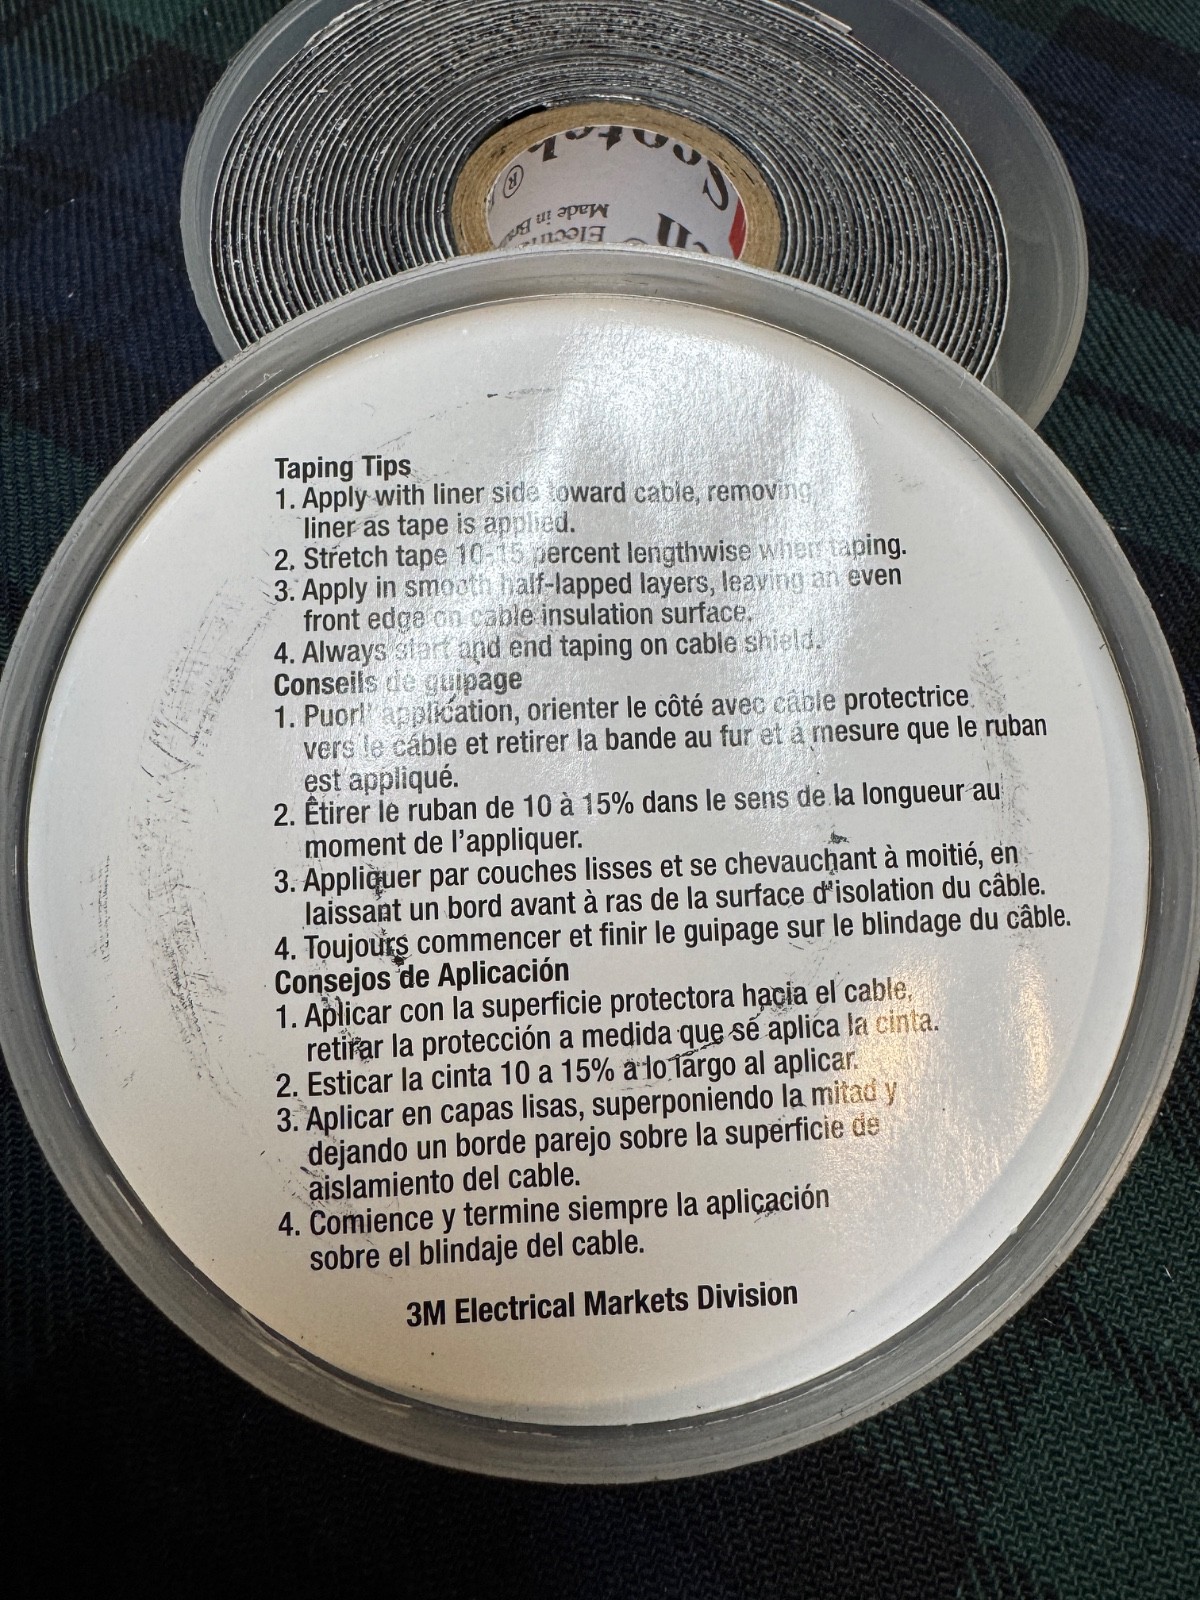 Scotch
®
Made in Bra
Electri
ch
Taping Tips
1. Apply with liner side toward cable, removing
liner as tape is applied.
2. Stretch tape 10-15 percent lengthwise when taping.
3. Apply in smooth half-lapped layers, leaving an even
front edge on cable insulation surface.
4. Always start and end taping on cable shield.
Conseils de guipage
1. Puorl' application, orienter le côté avec câble protectrice
vers le câble et retirer la bande au fur et à mesure que le ruban
est appliqué.
2. Êtirer le ruban de 10 à 15% dans le sens de la longueur au
moment de l'appliquer.
3. Appliquer par couches lisses et se chevauchant à moitié, en
laissant un bord avant à ras de la surface d'isolation du câble.
4. Toujours commencer et finir le guipage sur le blindage du câble.
Consejos de Aplicación
1. Aplicar con la superficie protectora hacia el cable,
retirar la protección a medida que se aplica la cinta.
2. Esticar la cinta 10 a 15% a lo largo al aplicar.
3. Aplicar en capas lisas, superponiendo la mitad y
dejando un borde parejo sobre la superficie de
aislamiento del cable.
4. Comience y termine siempre la aplicación
sobre el blindaje del cable.
3M Electrical Markets Division